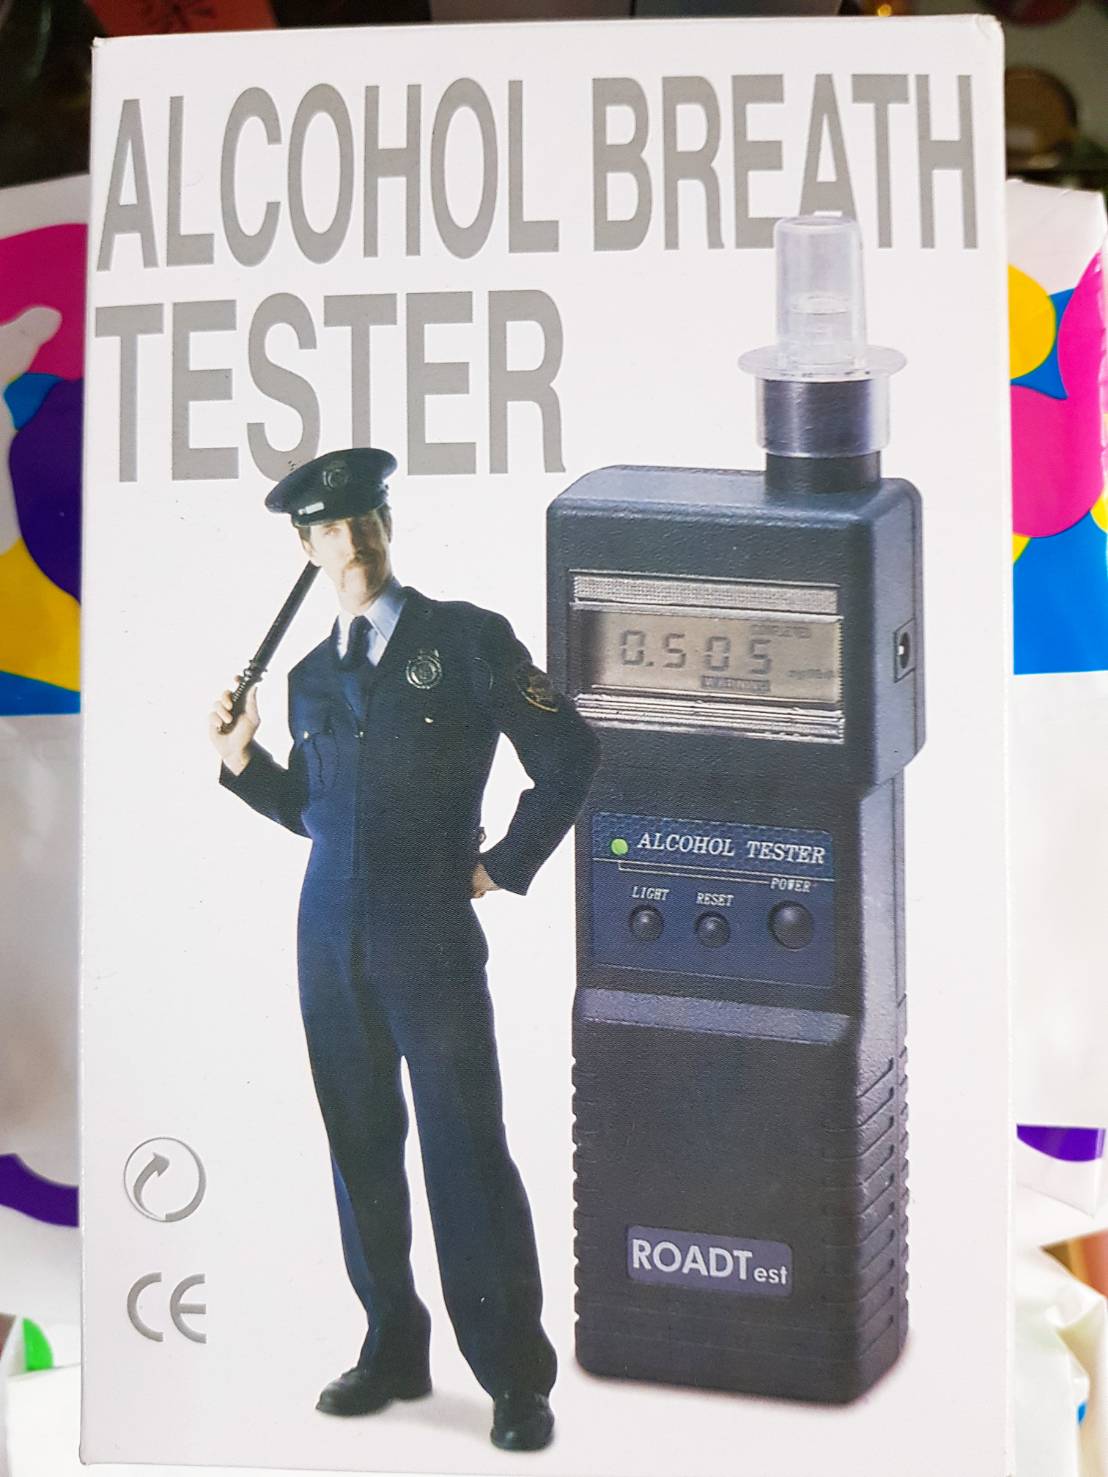 ALCOHOL BREATH
TESTER
0.505
ALCOHOL TESTER
POWER
LIGHT
RESET
ROADTest
CE